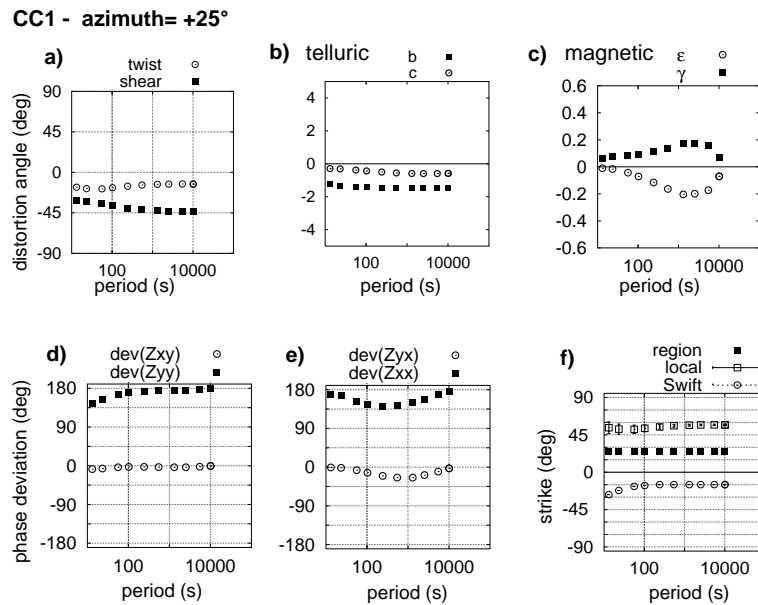 CC1 - azimuth= +25°
a)
twist
shear
90
45
0
-45
-90
distortion angle (deg)
100
10000
period (s)
b) telluric
b
c
4
2
0
-2
-4
100
10000
period (s)
c) magnetic
ε
γ
0.6
0.4
0.2
0
-0.2
-0.4
-0.6
100
10000
period (s)
d)
dev(Zxy)
dev(Zyy)
180
90
0
-90
-180
phase deviation (deg)
100
10000
period (s)
e)
dev(Zyx)
dev(Zxx)
180
90
0
-90
-180
100
10000
period (s)
f)
region
local
Swift
90
45
0
-45
-90
strike (deg)
100
10000
period (s)